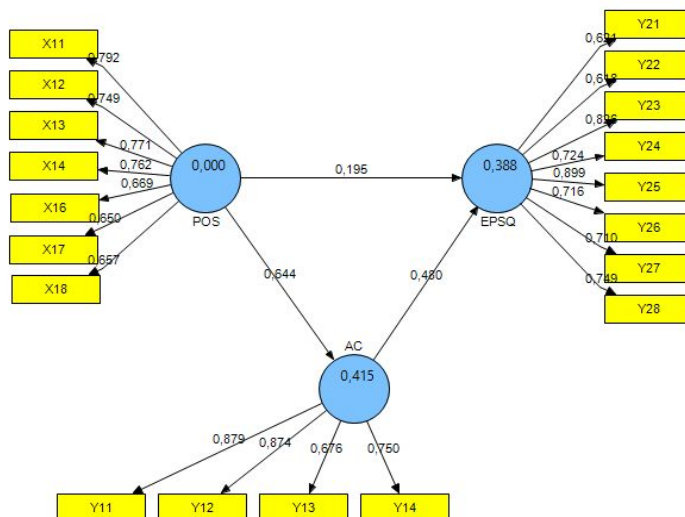 X11
X12
X13
X14
X16
X17
X18
0,792
0,749
0,771
0,762
0,669
0,650
0,657
0,000
POS
0,195
0,644
0,480
0,388
EPSQ
Y21
Y22
Y23
Y24
Y25
Y26
Y27
Y28
0,724
0,899
0,716
0,710
0,749
AC
0,415
0,879
0,874
0,676
0,750
Y11
Y12
Y13
Y14